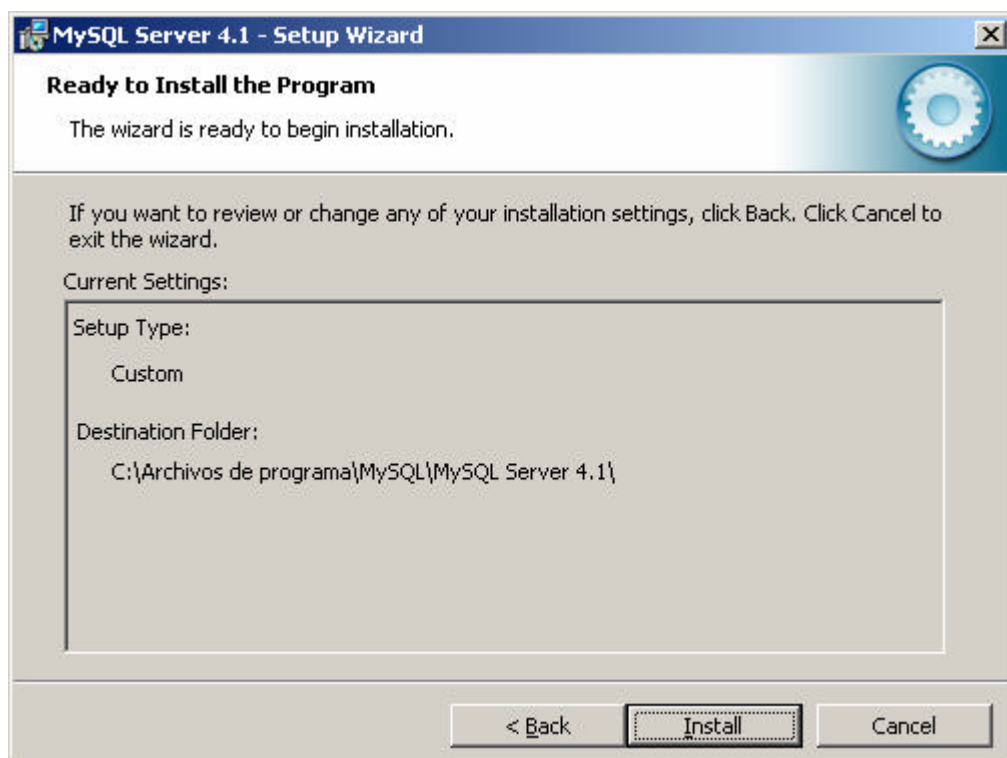 MySQL Server 4.1 - Setup Wizard
Ready to Install the Program
The wizard is ready to begin installation.
If you want to review or change any of your installation settings, click Back. Click Cancel to
exit the wizard.
Current Settings:
Setup Type:
Custom
Destination Folder:
C:\Archivos de programa\MySQL\MySQL Server 4.1\
< Back Install Cancel